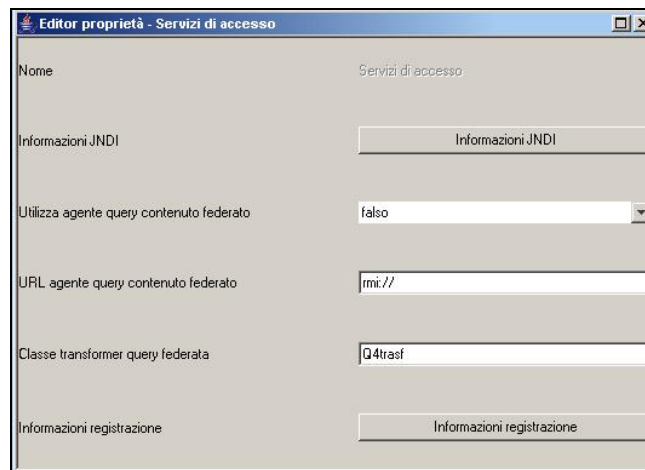 Editor proprietà - Servizi di accesso
Nome Servizi di accesso
Informazioni JNDI Informazioni JNDI
Utilizza agente query contenuto federato falso
URL agente query contenuto federato rmi://
Classe transformer query federata Q4trasf
Informazioni registrazione Informazioni registrazione